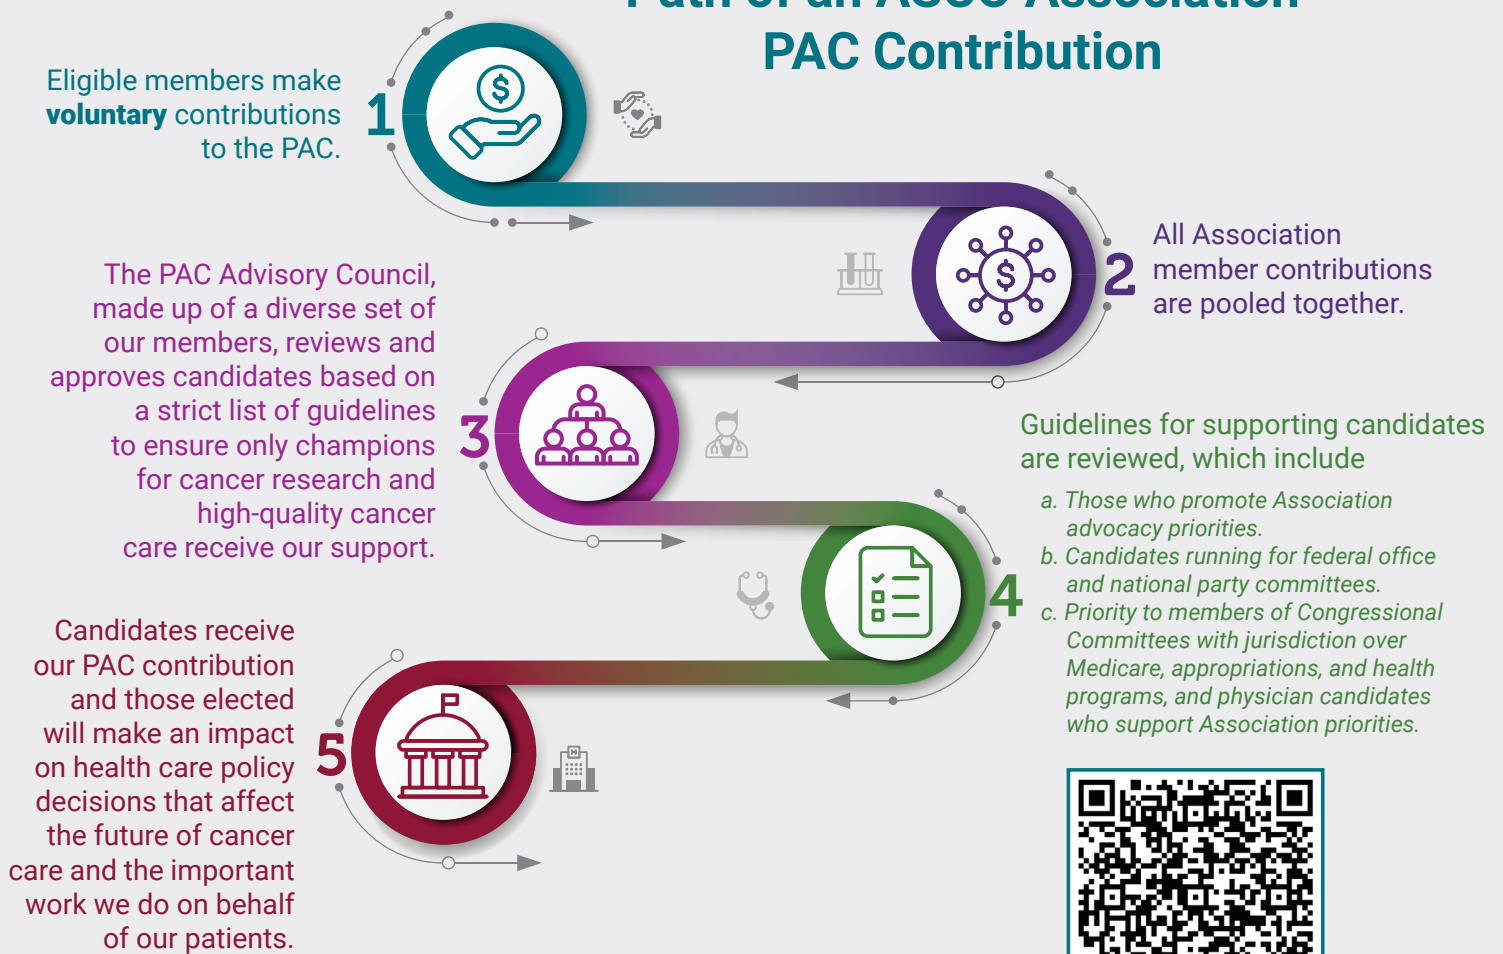 Path of an ASCO Association
PAC Contribution
Eligible members make
voluntary contributions
to the PAC.
1
2
All Association
member contributions
are pooled together.
The PAC Advisory Council,
made up of a diverse set of
our members, reviews and
approves candidates based on
a strict list of guidelines
to ensure only champions
for cancer research and
high-quality cancer
care receive our support.
3
Guidelines for supporting candidates
are reviewed, which include
a. Those who promote Association
advocacy priorities.
b. Candidates running for federal office
and national party committees.
c. Priority to members of Congressional
Committees with jurisdiction over
Medicare, appropriations, and health
programs, and physician candidates
who support Association priorities.
4
Candidates receive
our PAC contribution
and those elected
will make an impact
on health care policy
decisions that affect
the future of cancer
care and the important
work we do on behalf
of our patients.
5